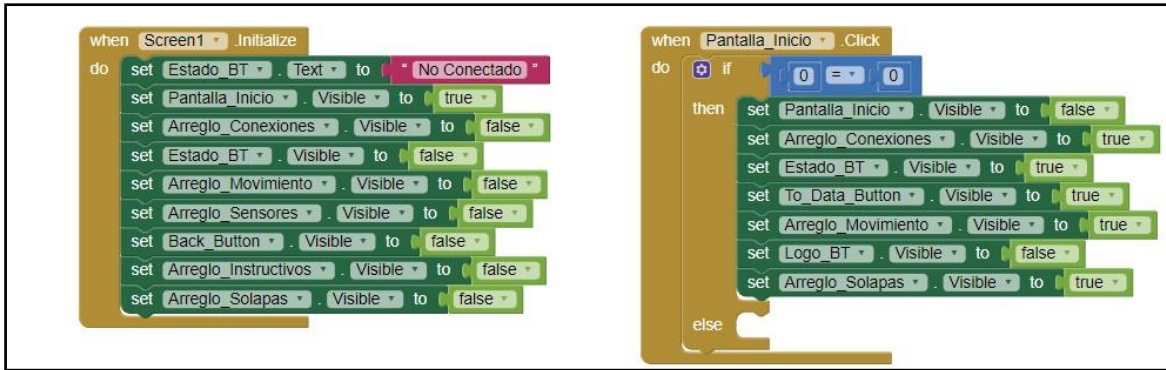 when Screen1 .Initialize
do set Estado_BT . Text to " No Conectado "
set Pantalla_Inicio . Visible to true
set Arreglo_Conexiones . Visible to false
set Estado_BT . Visible to false
set Arreglo_Movimiento . Visible to false
set Arreglo_Sensores . Visible to false
set Back_Button . Visible to false
set Arreglo_Instructivos . Visible to false
set Arreglo_Solapas . Visible to false
when Pantalla_Inicio .Click
do if 0 = 0
then set Pantalla_Inicio . Visible to false
set Arreglo_Conexiones . Visible to true
set Estado_BT . Visible to true
set To_Data_Button . Visible to true
set Arreglo_Movimiento . Visible to true
set Logo_BT . Visible to false
set Arreglo_Solapas . Visible to true
else